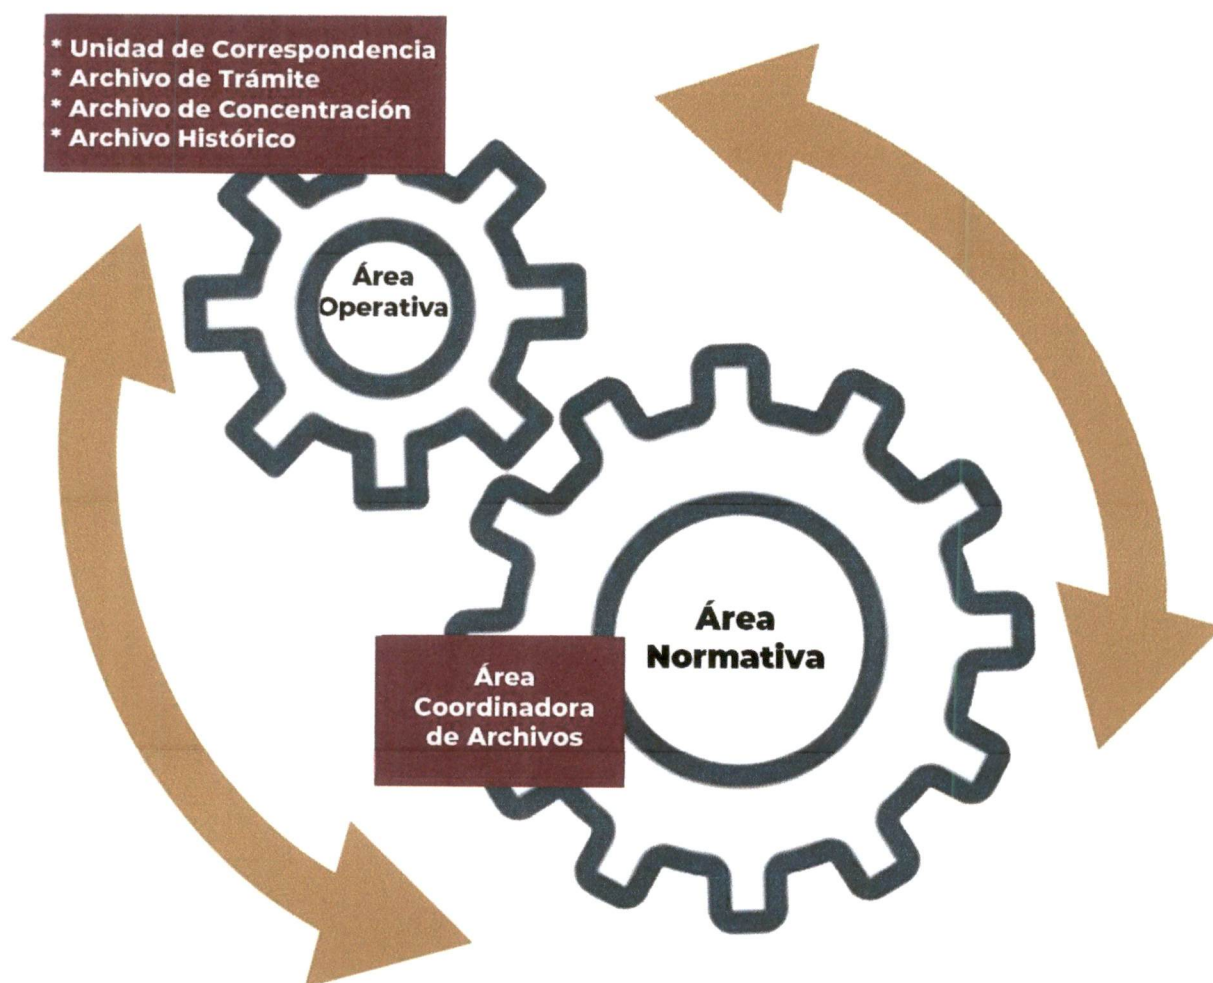 * Unidad de Correspondencia
* Archivo de Trámite
* Archivo de Concentración
* Archivo Histórico
Área
Operativa
Área
Normativa
Área
Coordinadora
de Archivos